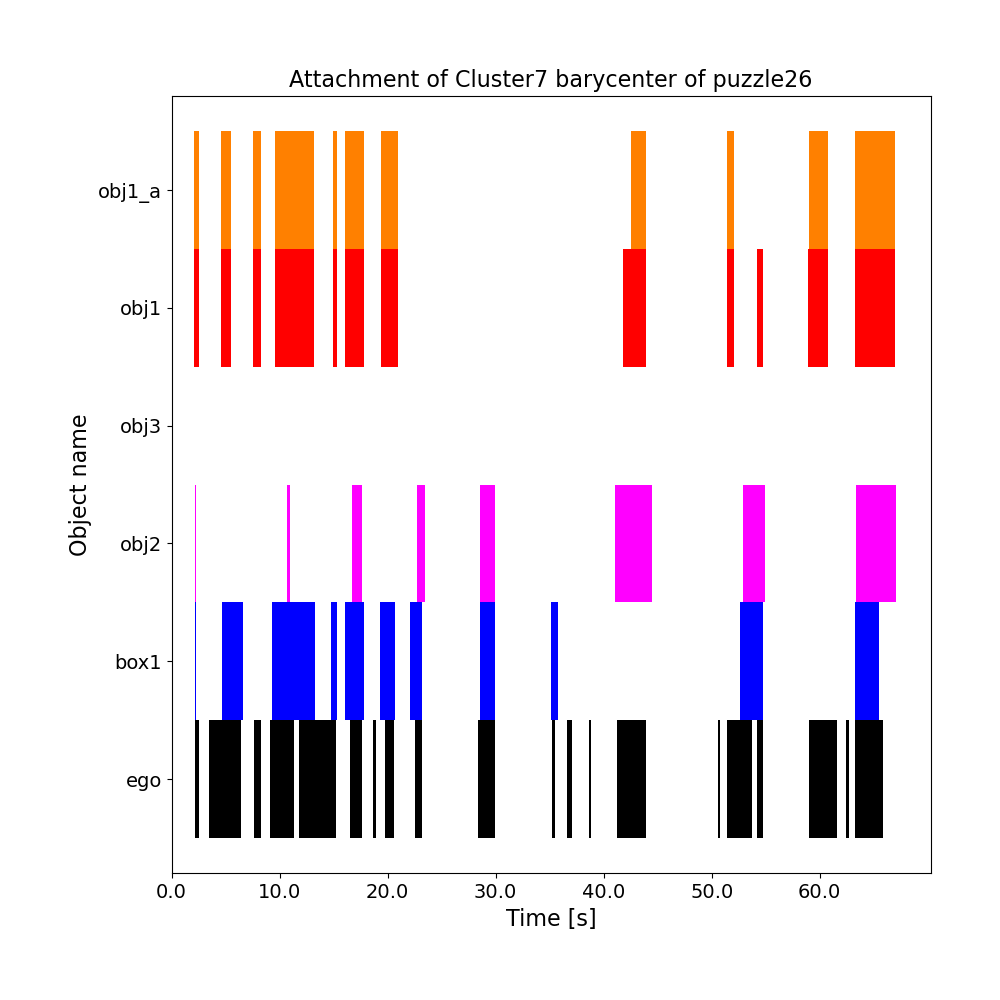 Attachment of Cluster7 barycenter of puzzle26
obj1_a
obj1
obj3
obj2
box1
ego
Object name
0.0 10.0 20.0 30.0 40.0 50.0 60.0
Time [s]